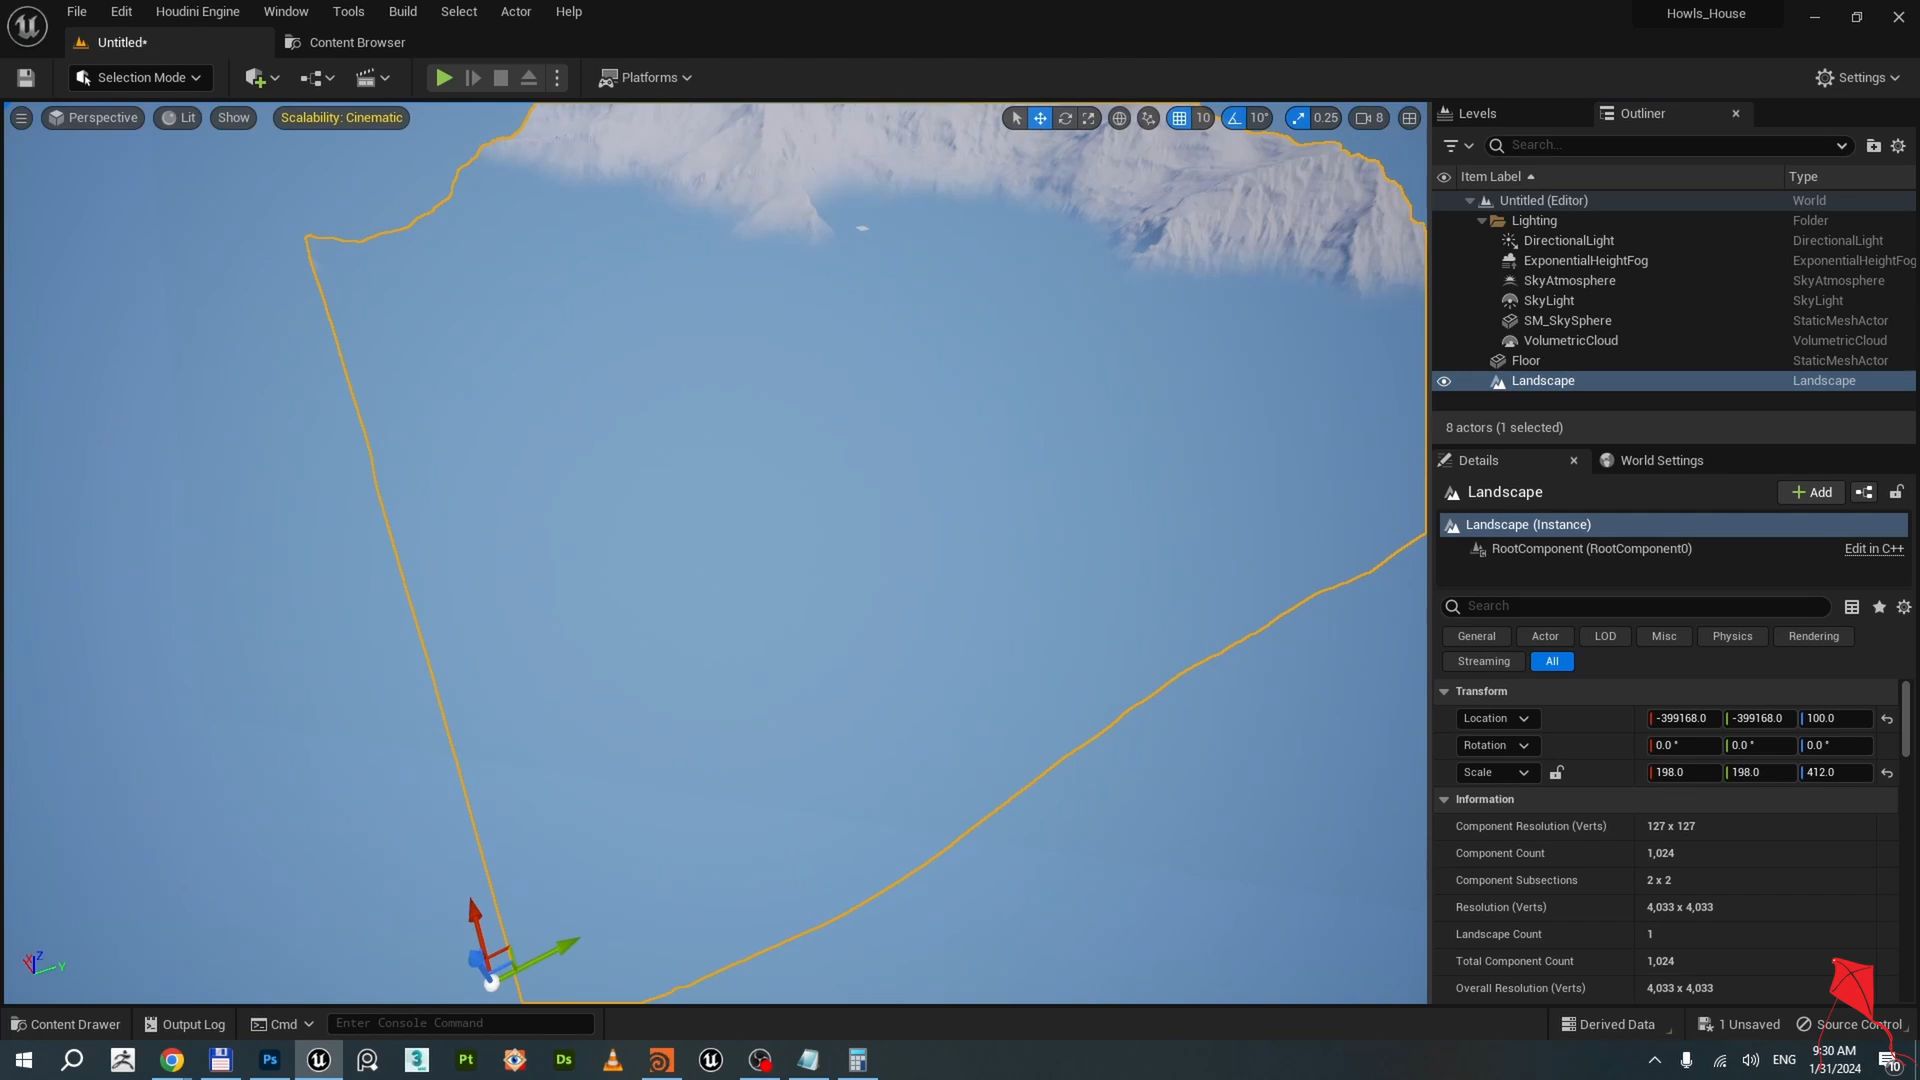 File Edit Houdini Engine Window Tools Build Select Actor Help
Howls_House
Untitled*
Content Browser
Selection Mode
Platforms
Settings
Perspective
Lit
Show
Scalability: Cinematic
10
10°
0.25
8
Levels
Outliner
Search...
Item Label
Type
Untitled (Editor) World
Lighting Folder
DirectionalLight DirectionalLight
ExponentialHeightFog ExponentialHeightFog
SkyAtmosphere SkyAtmosphere
SkyLight SkyLight
SM_SkySphere StaticMeshActor
VolumetricCloud VolumetricCloud
Floor StaticMeshActor
Landscape Landscape
8 actors (1 selected)
Details
World Settings
Landscape
Add
Landscape (Instance)
RootComponent (RootComponent0) Edit in C++
Search
General Actor LOD Misc Physics Rendering
Streaming All
Transform
Location -399168.0 -399168.0 100.0
Rotation 0.0 ° 0.0 ° 0.0 °
Scale 198.0 198.0 412.0
Information
Component Resolution (Verts) 127 x 127
Component Count 1,024
Component Subsections 2 x 2
Resolution (Verts) 4,033 x 4,033
Landscape Count 1
Total Component Count 1,024
Overall Resolution (Verts) 4,033 x 4,033
X Z Y
Content Drawer
Output Log
Cmd
Enter Console Command
Derived Data
1 Unsaved
Source Control
Ps
3
Pt
Ds
ENG
9:30 AM
1/31/2024
10